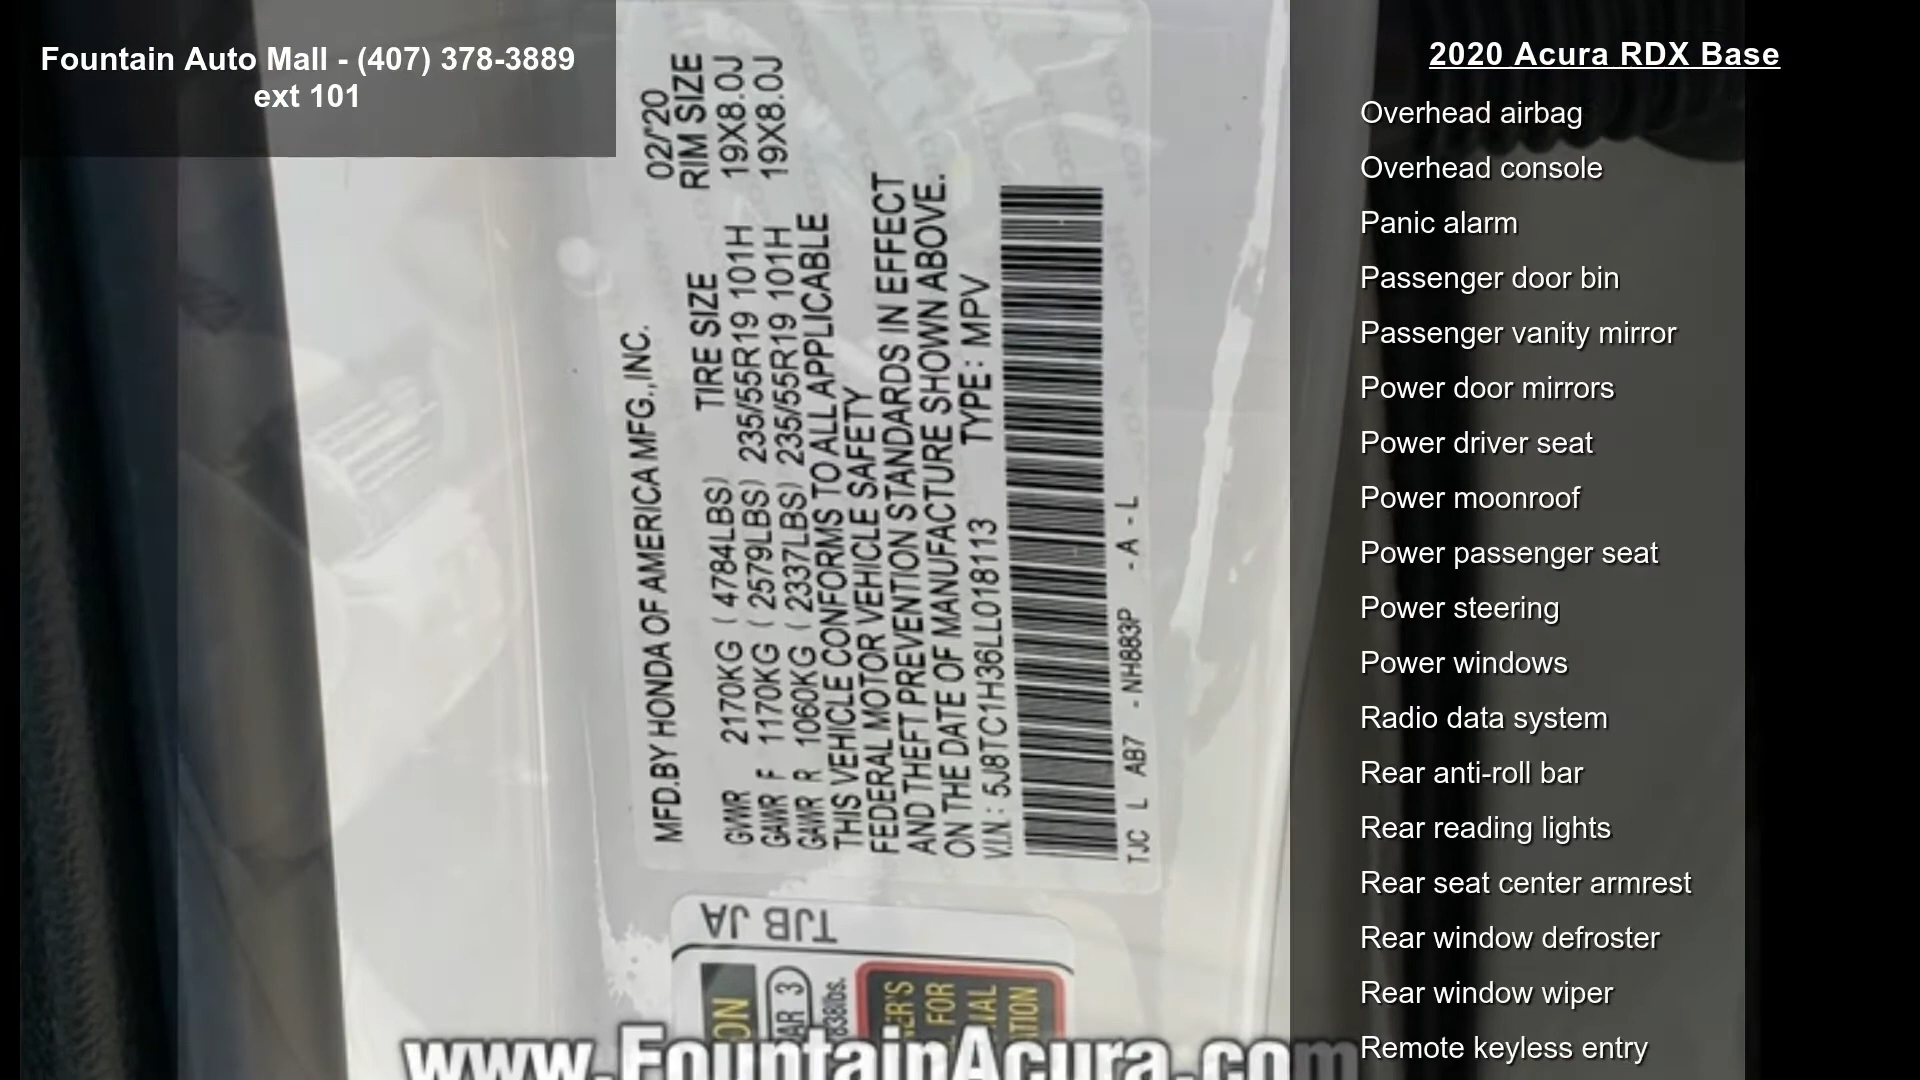 Fountain Auto Mall - (407) 378-3889
ext 101
MFD.BY HONDA OF AMERICA MFG.,INC. 02/20
TIRE SIZE RIM SIZE
GVWR 2170KG ( 4784LBS) 235/55R19 101H 19X8.0J
GAWR F 1170KG ( 2579LBS) 235/55R19 101H 19X8.0J
GAWR R 1060KG ( 2337LBS)
THIS VEHICLE CONFORMS TO ALL APPLICABLE
FEDERAL MOTOR VEHICLE SAFETY
AND THEFT PREVENTION STANDARDS IN EFFECT
ON THE DATE OF MANUFACTURE SHOWN ABOVE.
V.I.N.: 5J8TC1H36LL018113 TYPE: MPV
TJC L AB7 -NH883P -A-L
TJB JA
www.FountainAcura.com
2020 Acura RDX Base
Overhead airbag
Overhead console
Panic alarm
Passenger door bin
Passenger vanity mirror
Power door mirrors
Power driver seat
Power moonroof
Power passenger seat
Power steering
Power windows
Radio data system
Rear anti-roll bar
Rear reading lights
Rear seat center armrest
Rear window defroster
Rear window wiper
Remote keyless entry